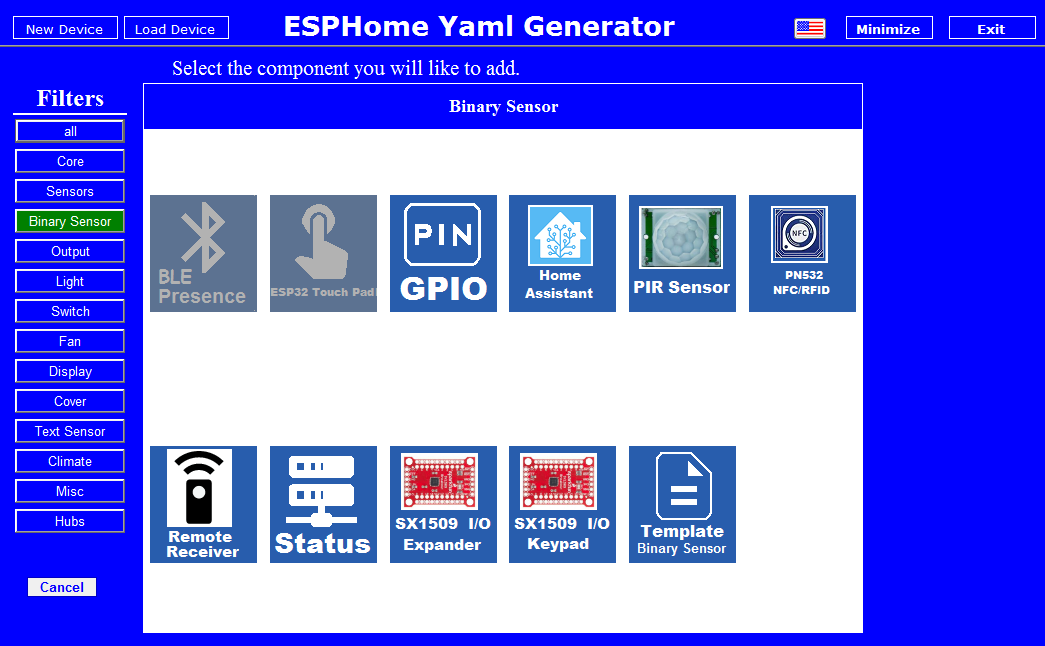 New Device
Load Device
ESPHome Yaml Generator
Minimize
Exit
Select the component you will like to add.
Filters
all
Core
Sensors
Binary Sensor
Output
Light
Switch
Fan
Display
Cover
Text Sensor
Climate
Misc
Hubs
Cancel
Binary Sensor
BLE
Presence
ESP32 Touch Pad
PIN
GPIO
Home
Assistant
PIR Sensor
NFC
PN532
NFC/RFID
Remote
Receiver
Status
SX1509 I/O
Expander
SX1509 I/O
Keypad
Template
Binary Sensor